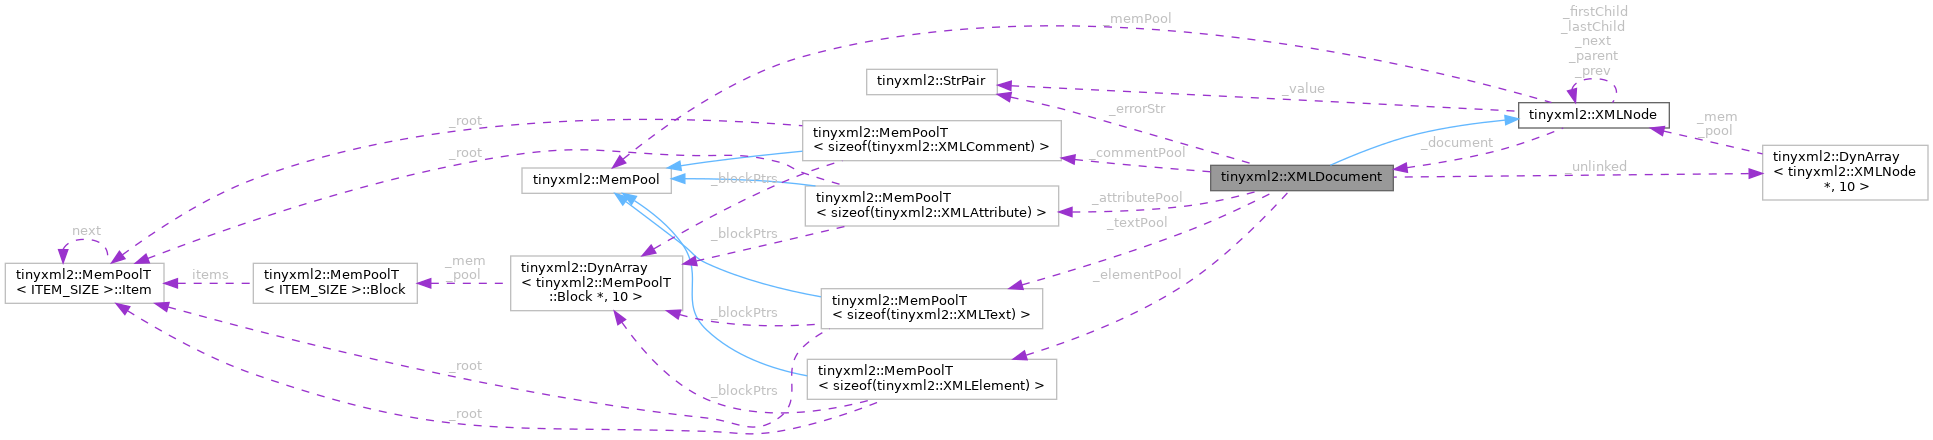 _firstChild
_lastChild
_next
_parent
_prev
_memPool
tinyxml2::StrPair
_value
_errorStr
tinyxml2::XMLNode
_mem
_pool
_root
tinyxml2::MemPoolT
< sizeof(tinyxml2::XMLComment) >
_commentPool
_document
_root
tinyxml2::MemPool
_blockPtrs
tinyxml2::XMLDocument
_unlinked
tinyxml2::DynArray
< tinyxml2::XMLNode
*, 10 >
tinyxml2::MemPoolT
< sizeof(tinyxml2::XMLAttribute) >
_attributePool
_textPool
next
_blockPtrs
_mem
_pool
tinyxml2::MemPoolT
< ITEM_SIZE >::Item
items
tinyxml2::MemPoolT
< ITEM_SIZE >::Block
tinyxml2::DynArray
< tinyxml2::MemPoolT
::Block *, 10 >
_elementPool
tinyxml2::MemPoolT
< sizeof(tinyxml2::XMLText) >
_blockPtrs
_root
tinyxml2::MemPoolT
< sizeof(tinyxml2::XMLElement) >
_blockPtrs
_root